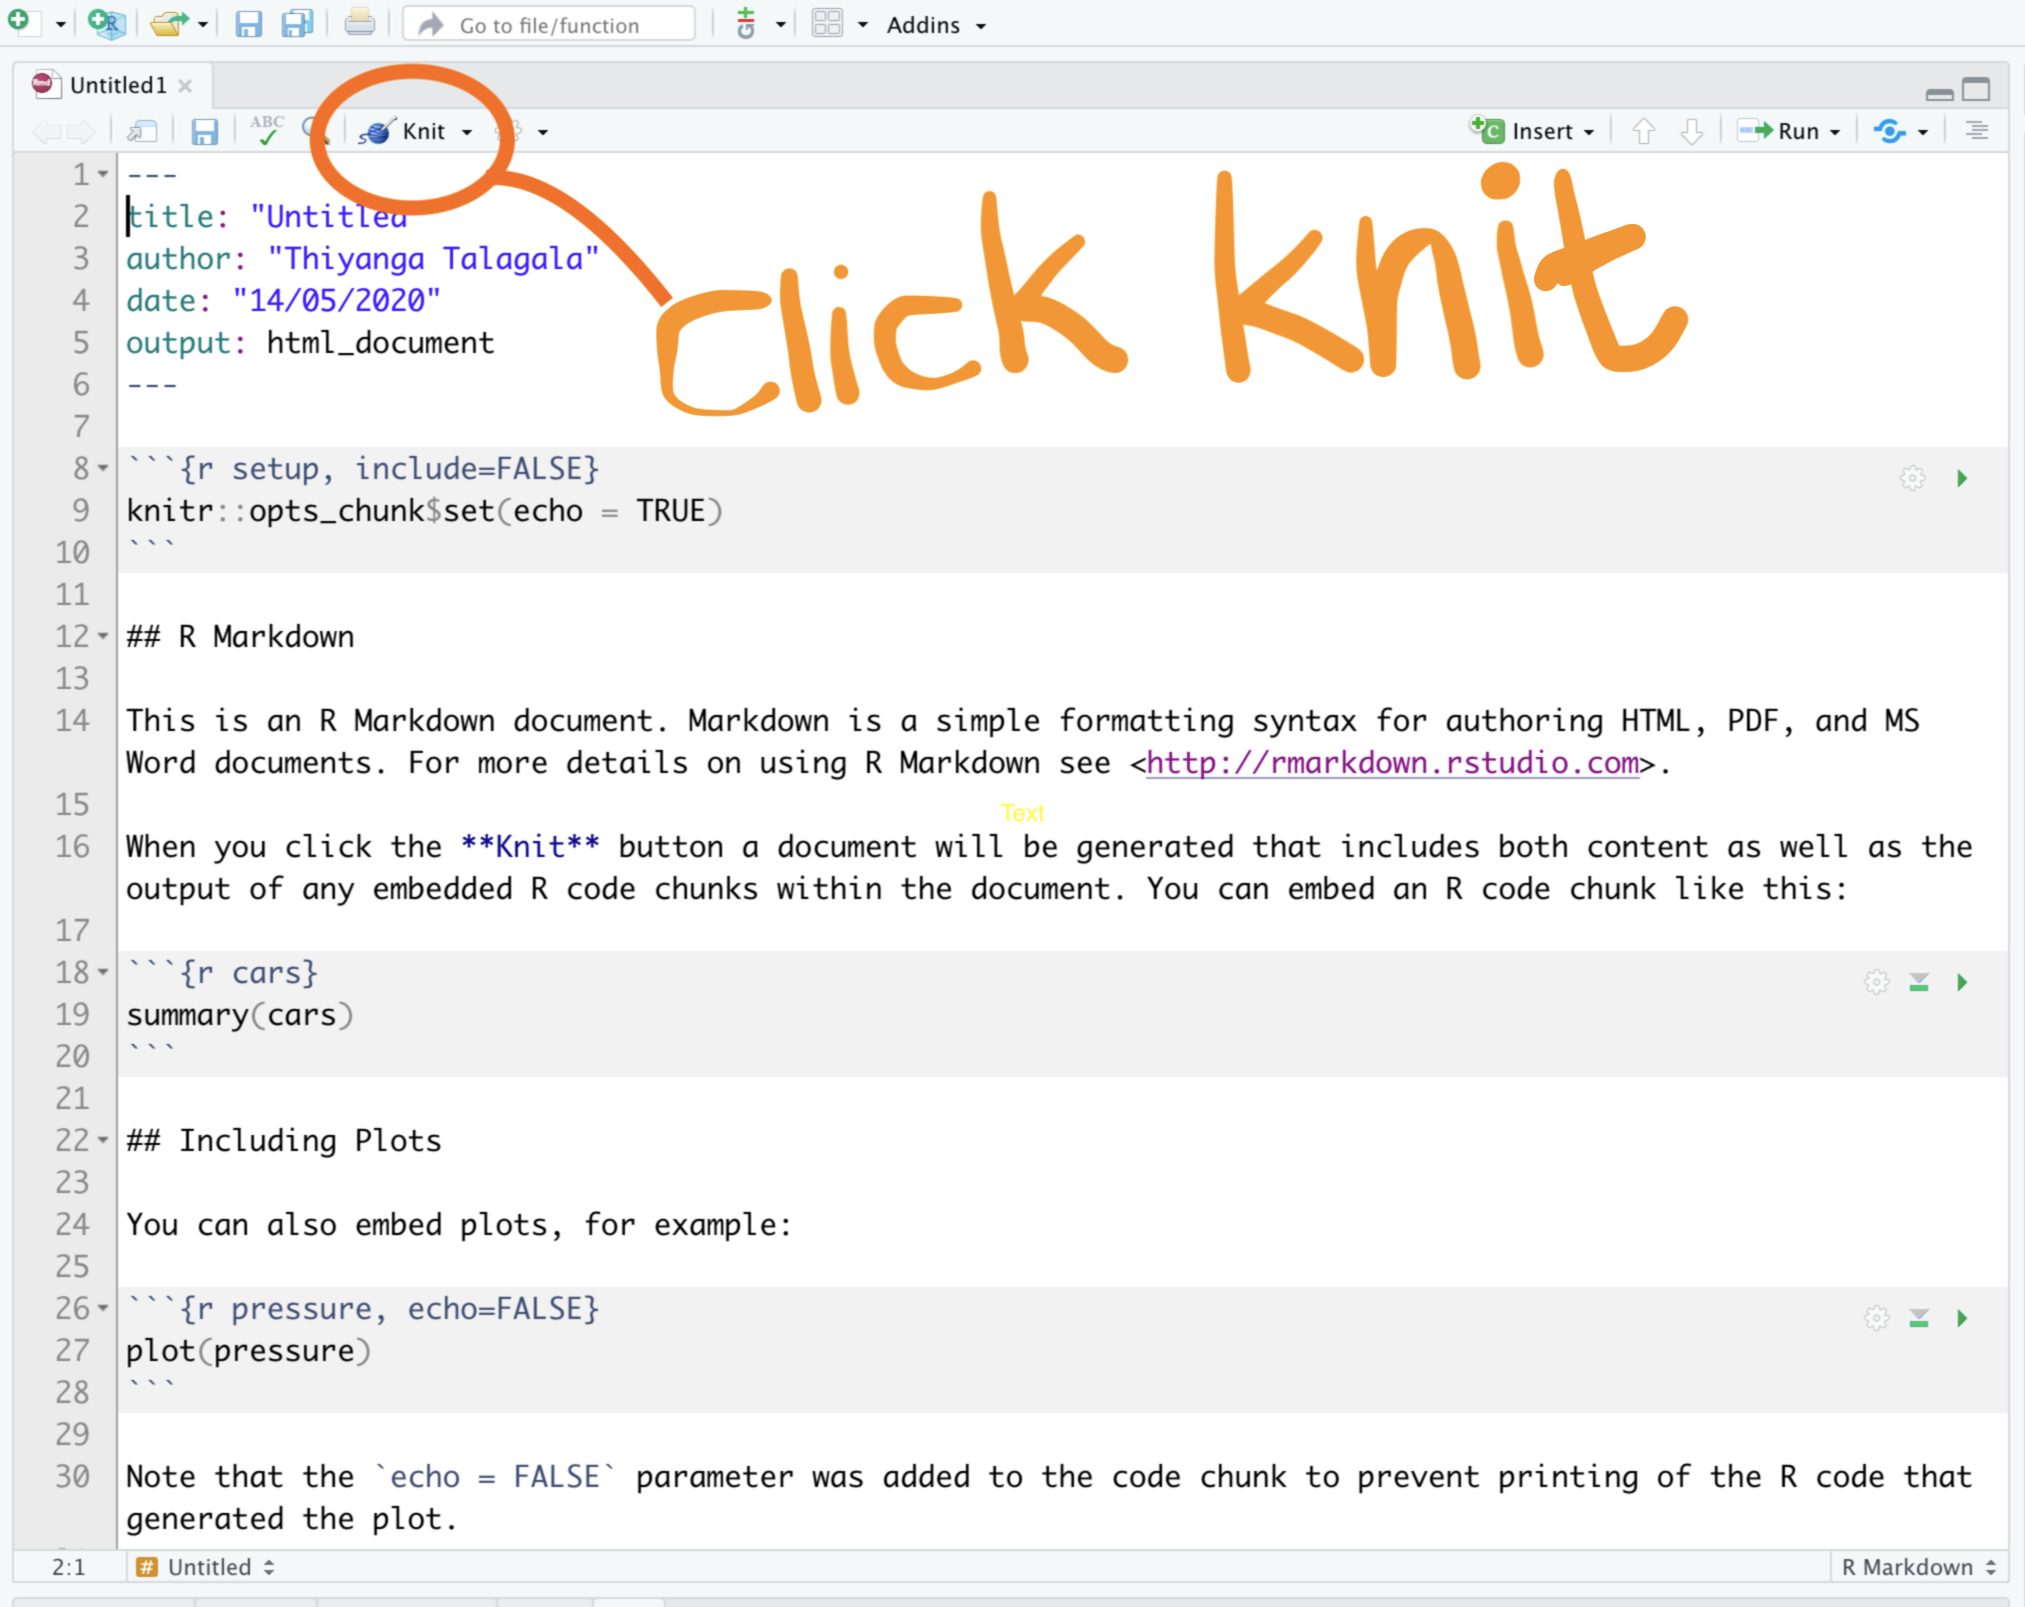 Go to file/function
Git
Addins
Untitled1
ABC
Knit
Insert
Run
click knit
1 ---
2 title: "Untitled
3 author: "Thiyanga Talagala"
4 date: "14/05/2020"
5 output: html_document
6 ---
7
8 ```{r setup, include=FALSE}
9 knitr::opts_chunk$set(echo = TRUE)
10 ```
11
12 ## R Markdown
13
14 This is an R Markdown document. Markdown is a simple formatting syntax for authoring HTML, PDF, and MS
Word documents. For more details on using R Markdown see <http://rmarkdown.rstudio.com>.
15
Text
16 When you click the **Knit** button a document will be generated that includes both content as well as the
output of any embedded R code chunks within the document. You can embed an R code chunk like this:
17
18 ```{r cars}
19 summary(cars)
20 ```
21
22 ## Including Plots
23
24 You can also embed plots, for example:
25
26 ```{r pressure, echo=FALSE}
27 plot(pressure)
28 ```
29
30 Note that the `echo = FALSE` parameter was added to the code chunk to prevent printing of the R code that
generated the plot.
2:1
# Untitled
R Markdown